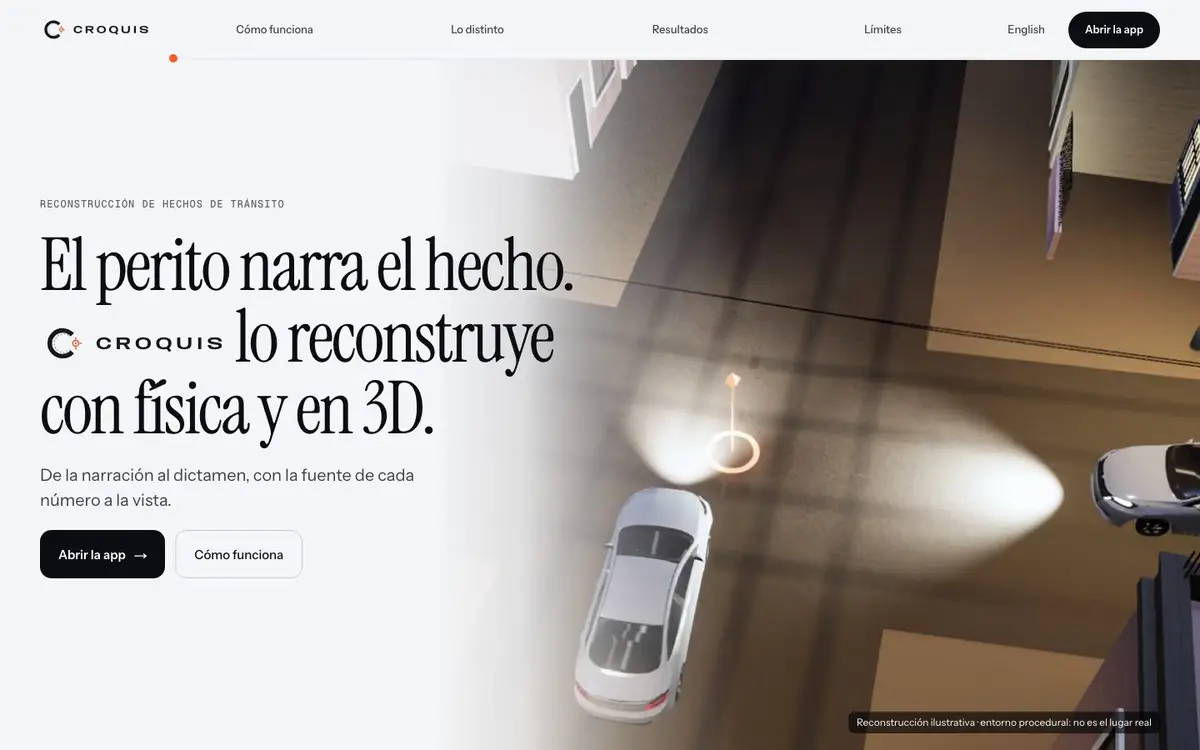 CROQUIS
Cómo funciona
Lo distinto
Resultados
Límites
English
Abrir la app
RECONSTRUCCIÓN DE HECHOS DE TRÁNSITO
El perito narra el hecho.
CROQUIS lo reconstruye
con física y en 3D.
De la narración al dictamen, con la fuente de cada
número a la vista.
Abrir la app →
Cómo funciona
Reconstrucción ilustrativa · entorno procedural: no es el lugar real